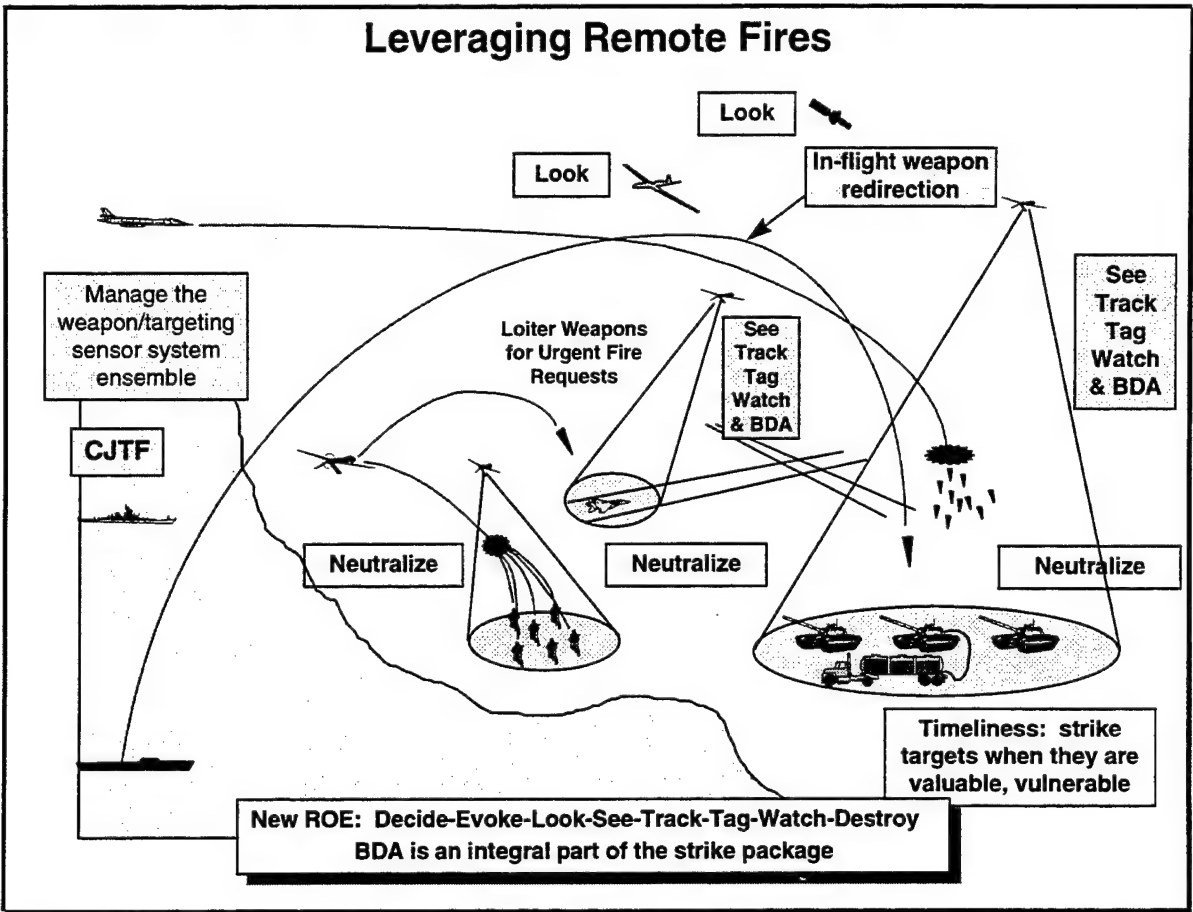 Leveraging Remote Fires
Look
Look
In-flight weapon
redirection
Manage the
weapon/targeting
sensor system
ensemble
See
Track
Tag
Watch
& BDA
Loiter Weapons
for Urgent Fire
Requests
See
Track
Tag
Watch
& BDA
CJTF
Neutralize
Neutralize
Neutralize
Timeliness: strike
targets when they are
valuable, vulnerable
New ROE: Decide-Evoke-Look-See-Track-Tag-Watch-Destroy
BDA is an integral part of the strike package